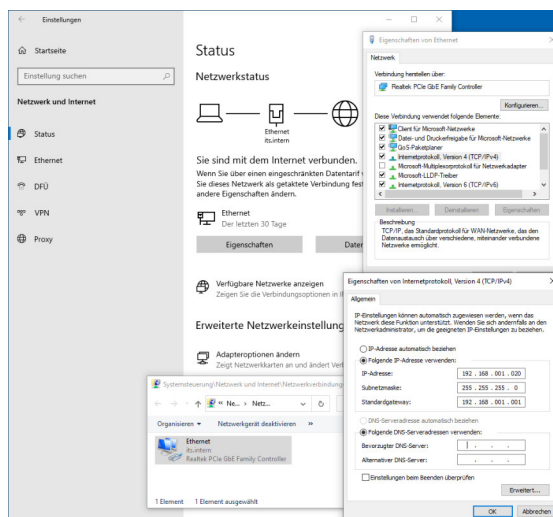 Einstellungen
Startseite
Einstellung suchen
Netzwerk und Internet
Status
Ethernet
DFÜ
VPN
Proxy
Status
Netzwerkstatus
Ethernet
its.intern
Sie sind mit dem Internet verbunden.
Wenn Sie über einen eingeschränkten Datentarif
Sie dieses Netzwerk als getaktete Verbindung fest
andere Eigenschaften ändern.
Ethernet
Der letzten 30 Tage
Eigenschaften
Daten
Verfügbare Netzwerke anzeigen
Zeigen Sie die Verbindungsoptionen in I
Erweiterte Netzwerkeinstellung
Adapteroptionen ändern
Zeigt Netzwerkkarten an und ändert Ver
Eigenschaften von Ethernet
Netzwerk
Verbindung herstellen über:
Realtek PCIe GbE Family Controller
Konfigurieren...
Diese Verbindung verwendet folgende Elemente:
Client für Microsoft-Netzwerke
Datei- und Druckerfreigabe für Microsoft-Netzwerke
QoS-Paketplaner
Internetprotokoll, Version 4 (TCP/IPv4)
Microsoft-Multiplexorprotokoll für Netzwerkadapter
Microsoft-LLDP-Treiber
Internetprotokoll, Version 6 (TCP/IPv6)
Installieren...
Deinstallieren
Eigenschaften
Beschreibung
TCP/IP, das Standardprotokoll für WAN-Netzwerke, das den
Datenaustausch über verschiedene, miteinander verbundene
Netzwerke ermöglicht.
Eigenschaften von Internetprotokoll, Version 4 (TCP/IPv4)
Allgemein
IP-Einstellungen können automatisch zugewiesen werden, wenn das
Netzwerk diese Funktion unterstützt. Wenden Sie sich andernfalls an den
Netzwerkadministrator, um die geeigneten IP-Einstellungen zu beziehen.
IP-Adresse automatisch beziehen
Folgende IP-Adresse verwenden:
IP-Adresse: 192 . 168 . 001 . 020
Subnetzmaske: 255 . 255 . 255 . 0
Standardgateway: 192 . 168 . 001 . 001
DNS-Serveradresse automatisch beziehen
Folgende DNS-Serveradressen verwenden:
Bevorzugter DNS-Server: . . .
Alternativer DNS-Server: . . .
Einstellungen beim Beenden überprüfen
Erweitert...
OK
Abbrechen
Systemsteuerung\Netzwerk und Internet\Netzwerkverbindung
« Ne... › Netz...
Organisieren
Netzwerkgerät deaktivieren
»
Ethernet
its.intern
Realtek PCIe GbE Family Controller
1 Element
1 Element ausgewählt